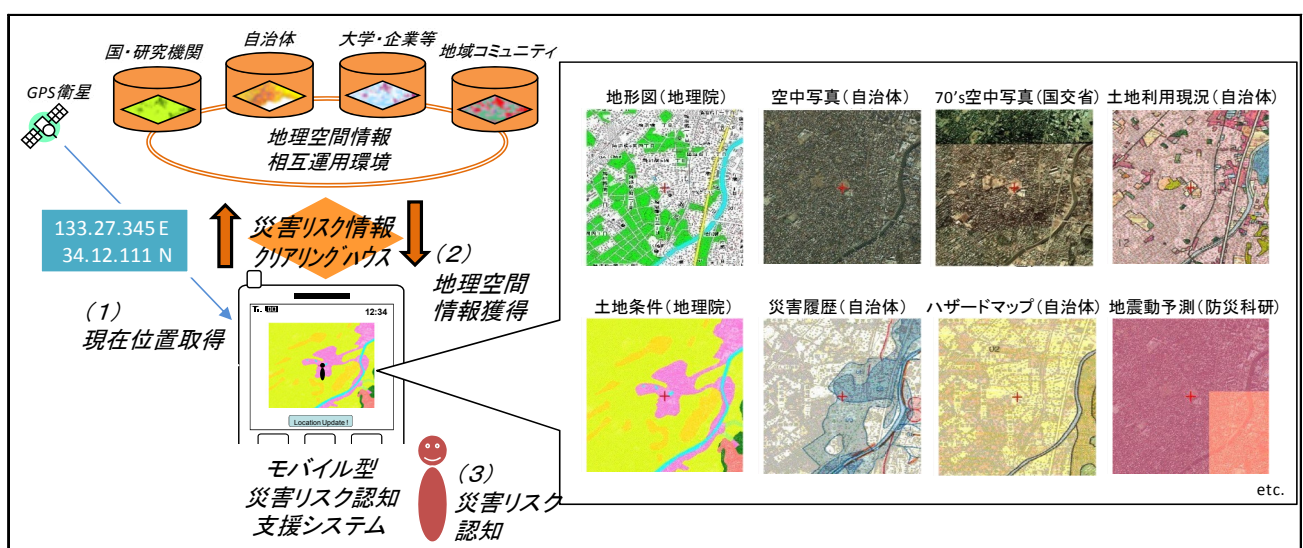 国・研究機関
自治体
大学・企業等
地域コミュニティ
GPS衛星
地理空間情報
相互運用環境
133.27.345 E
34.12.111 N
災害リスク情報
クリアリングハウス
(1)
現在位置取得
(2)
地理空間
情報獲得
12:34
Location Update !
モバイル型
災害リスク認知
支援システム
(3)
災害リスク
認知
地形図(地理院)
空中写真(自治体)
70's空中写真(国交省)
土地利用現況(自治体)
土地条件(地理院)
災害履歴(自治体)
ハザードマップ(自治体)
地震動予測(防災科研)
etc.